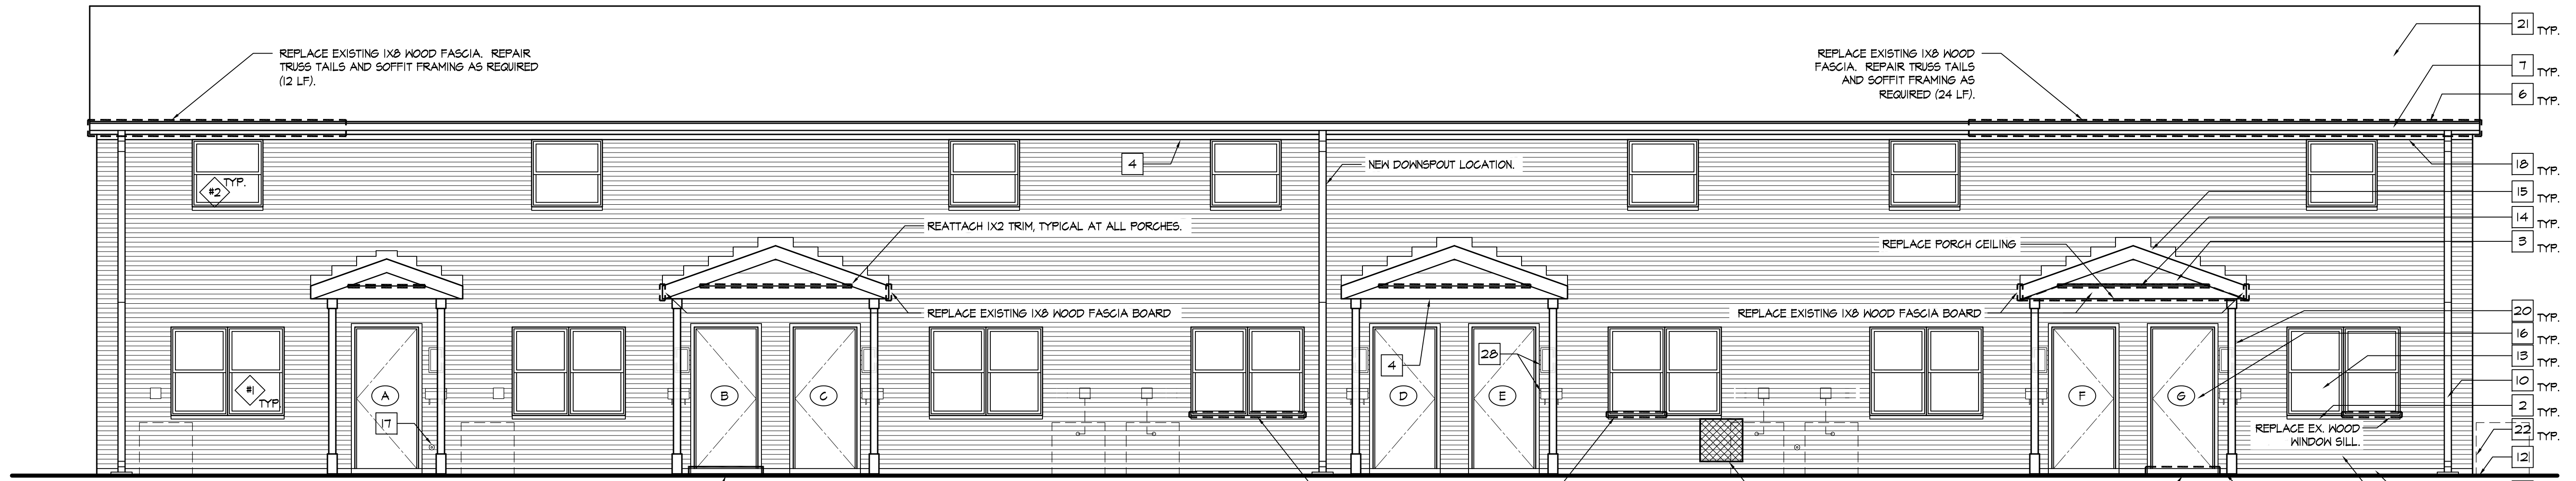 REPLACE EXISTING 1X8 WOOD FASCIA. REPAIR
TRUSS TAILS AND SOFFIT FRAMING AS REQUIRED
(12 LF).
REPLACE EXISTING 1X8 WOOD
FASCIA. REPAIR TRUSS TAILS
AND SOFFIT FRAMING AS
REQUIRED (24 LF).
21 TYP.
7 TYP.
6 TYP.
4
NEW DOWNSPOUT LOCATION.
18 TYP.
#2 TYP.
15 TYP.
14 TYP.
REATTACH 1X2 TRIM, TYPICAL AT ALL PORCHES.
REPLACE PORCH CEILING
3 TYP.
REPLACE EXISTING 1X8 WOOD FASCIA BOARD
REPLACE EXISTING 1X8 WOOD FASCIA BOARD
20 TYP.
16 TYP.
4
28
13 TYP.
#1 TYP.
10 TYP.
A
B
C
D
E
F
G
2 TYP.
17
REPLACE EX. WOOD
WINDOW SILL.
22 TYP.
12